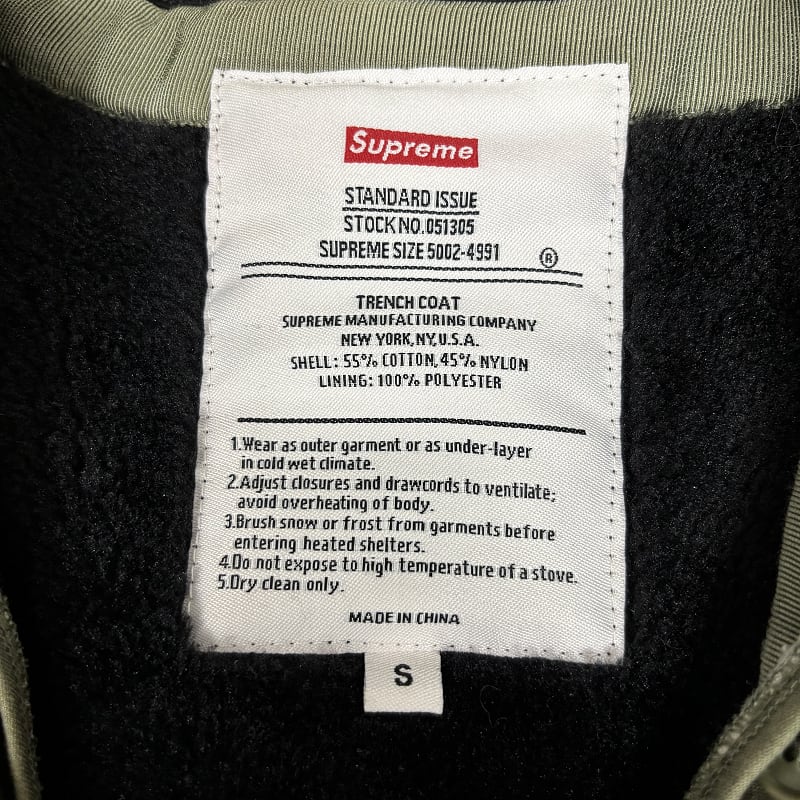 Supreme
STANDARD ISSUE
STOCK NO. 051305
SUPREME SIZE 5002-4991 ®
TRENCH COAT
SUPREME MANUFACTURING COMPANY
NEW YORK, NY, U.S.A.
SHELL: 55% COTTON, 45% NYLON
LINING: 100% POLYESTER
1.Wear as outer garment or as under-layer
in cold wet climate.
2.Adjust closures and drawcords to ventilate;
avoid overheating of body.
3.Brush snow or frost from garments before
entering heated shelters.
4.Do not expose to high temperature of a stove.
5.Dry clean only.
MADE IN CHINA
S